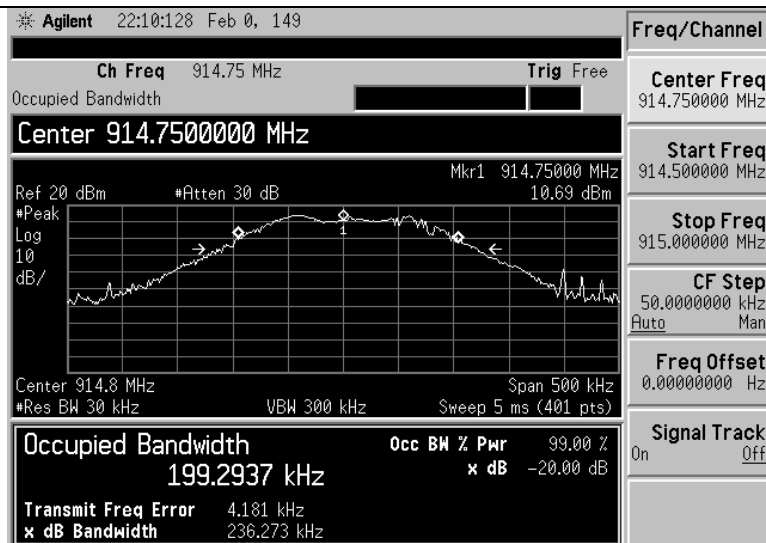 Agilent 22:10:128 Feb 0, 149
Ch Freq 914.75 MHz Trig Free
Occupied Bandwidth
Center 914.7500000 MHz
Mkr1 914.75000 MHz
Ref 20 dBm #Atten 30 dB 10.69 dBm
#Peak
Log
10
dB/
1
Center 914.8 MHz Span 500 kHz
#Res BW 30 kHz VBW 300 kHz Sweep 5 ms (401 pts)
Occupied Bandwidth Occ BW % Pwr 99.00 %
199.2937 kHz x dB -20.00 dB
Transmit Freq Error 4.181 kHz
x dB Bandwidth 236.273 kHz
Freq/Channel
Center Freq
914.750000 MHz
Start Freq
914.500000 MHz
Stop Freq
915.000000 MHz
CF Step
50.0000000 kHz
Auto Man
Freq Offset
0.00000000 Hz
Signal Track
On Off